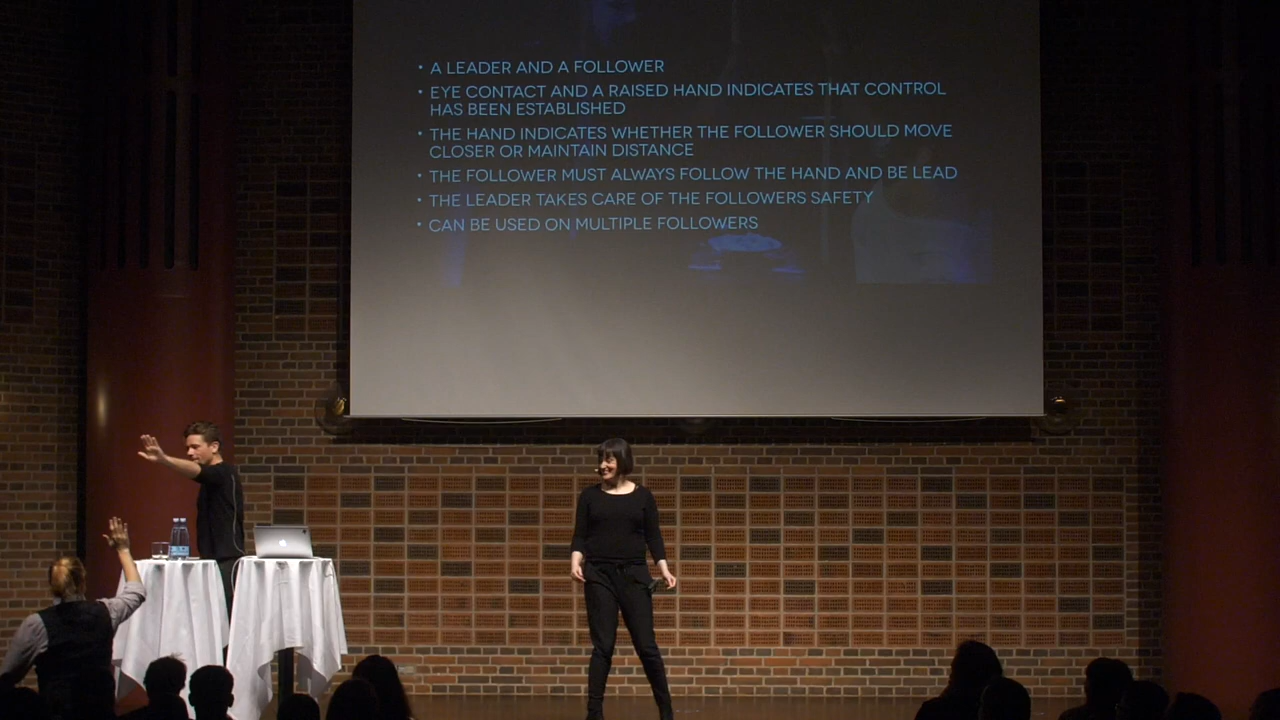 • A LEADER AND A FOLLOWER
• EYE CONTACT AND A RAISED HAND INDICATES THAT CONTROL
HAS BEEN ESTABLISHED
• THE HAND INDICATES WHETHER THE FOLLOWER SHOULD MOVE
CLOSER OR MAINTAIN DISTANCE
• THE FOLLOWER MUST ALWAYS FOLLOW THE HAND AND BE LEAD
• THE LEADER TAKES CARE OF THE FOLLOWERS SAFETY
• CAN BE USED ON MULTIPLE FOLLOWERS